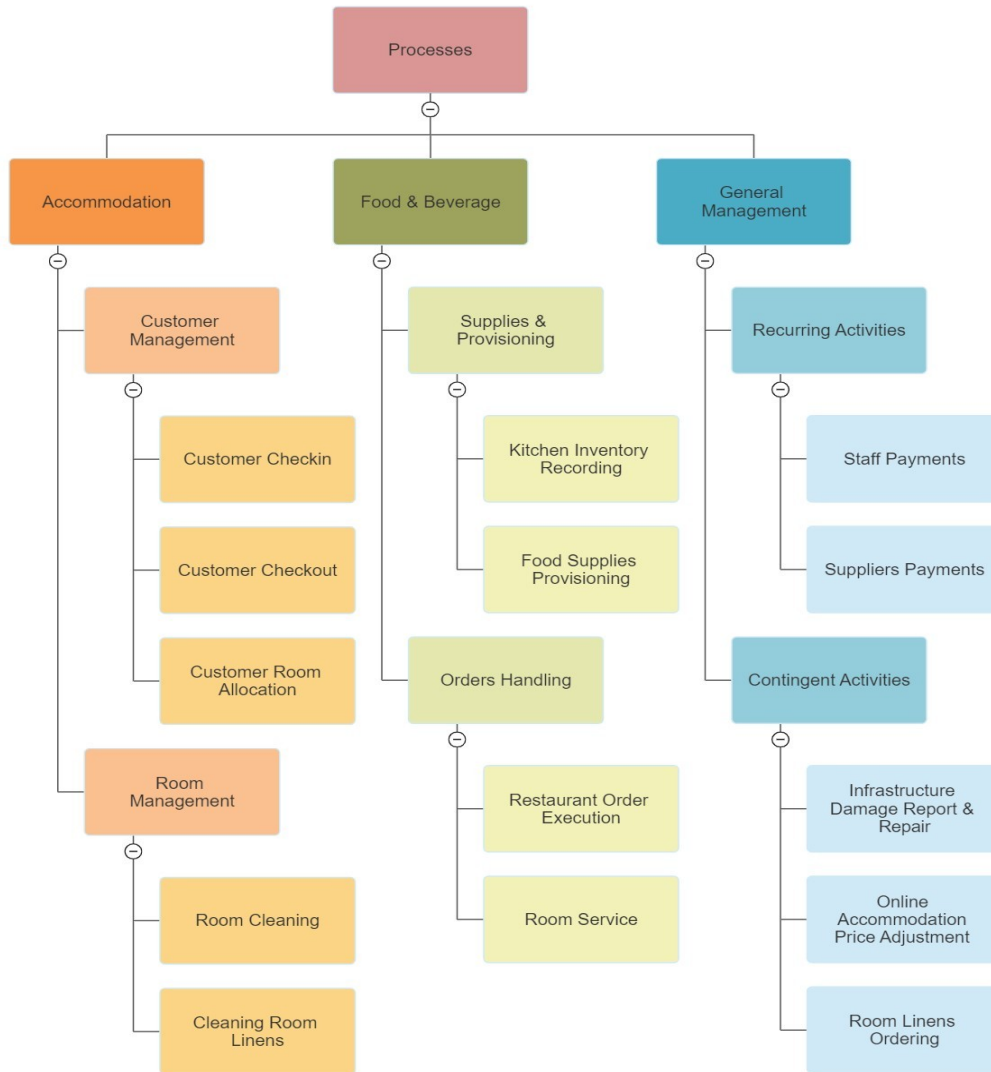 Processes
Accommodation
Customer
Management
Customer Checkin
Customer Checkout
Customer Room
Allocation
Room
Management
Room Cleaning
Cleaning Room
Linens
Food & Beverage
Supplies &
Provisioning
Kitchen Inventory
Recording
Food Supplies
Provisioning
Orders Handling
Restaurant Order
Execution
Room Service
General
Management
Recurring Activities
Staff Payments
Suppliers Payments
Contingent Activities
Infrastructure
Damage Report &
Repair
Online
Accommodation
Price Adjustment
Room Linens
Ordering